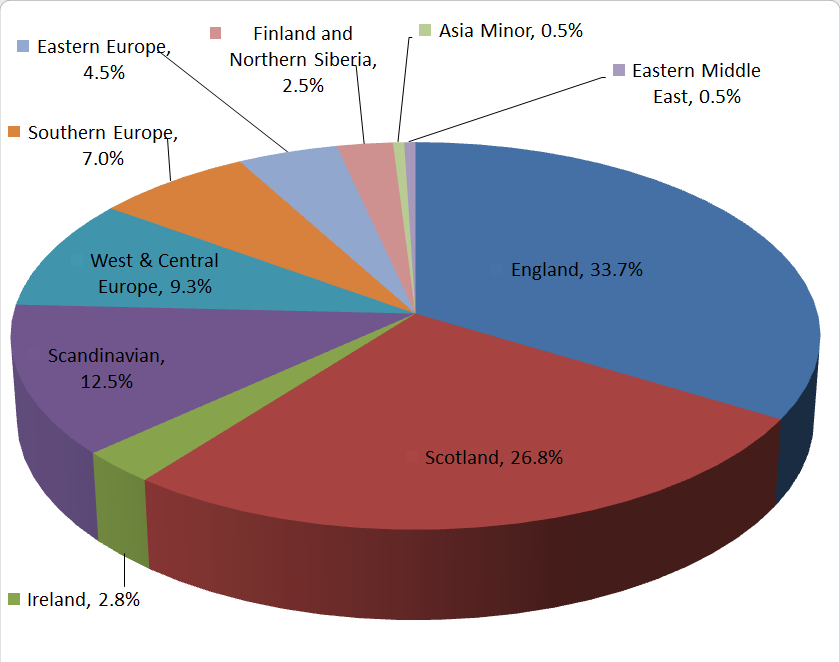 Finland and
Northern Siberia,
2.5%
Asia Minor, 0.5%
Eastern Europe,
4.5%
Eastern Middle
East, 0.5%
Southern Europe,
7.0%
West & Central
Europe, 9.3%
England, 33.7%
Scandinavian,
12.5%
Scotland, 26.8%
Ireland, 2.8%